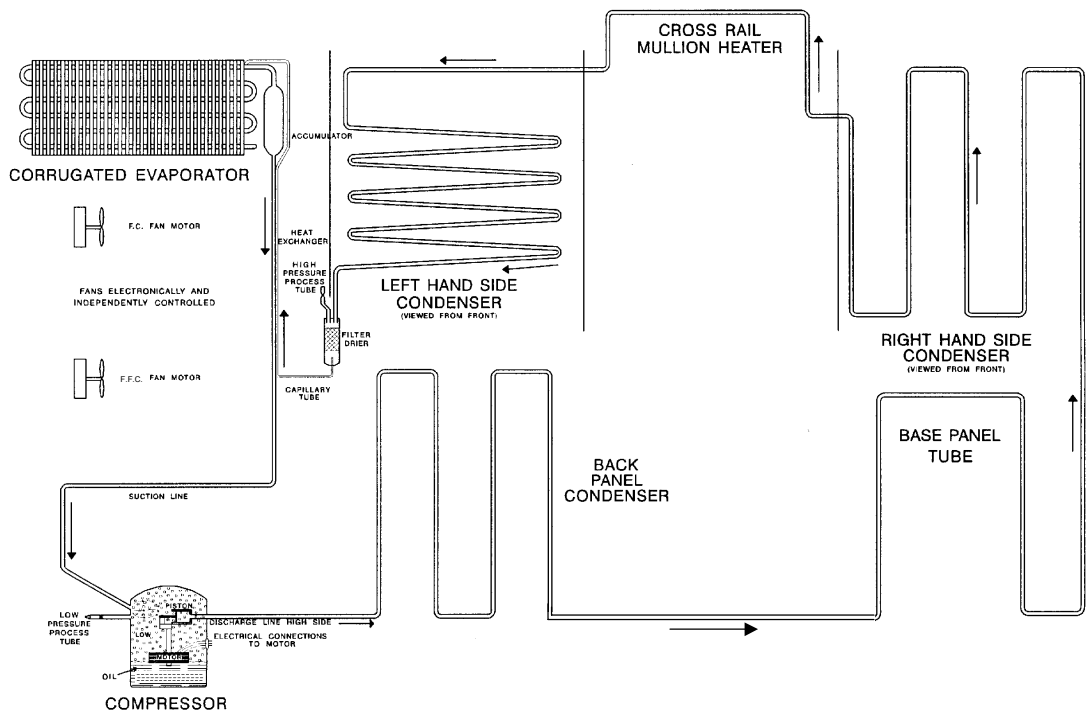 CROSS RAIL
MULLION HEATER
ACCUMULATOR
CORRUGATED EVAPORATOR
F.C. FAN MOTOR
HEAT
EXCHANGER
HIGH
PRESSURE
PROCESS
TUBE
FANS ELECTRONICALLY AND
INDEPENDENTLY CONTROLLED
LEFT HAND SIDE
CONDENSER
(VIEWED FROM FRONT)
FILTER
DRIER
RIGHT HAND SIDE
CONDENSER
(VIEWED FROM FRONT)
F.F.C. FAN MOTOR
CAPILLARY
TUBE
BASE PANEL
TUBE
BACK
PANEL
CONDENSER
SUCTION LINE
PISTON
LOW
PRESSURE
PROCESS
TUBE
LOW
DISCHARGE LINE HIGH SIDE
ELECTRICAL CONNECTIONS
TO MOTOR
MOTOR
OIL
COMPRESSOR